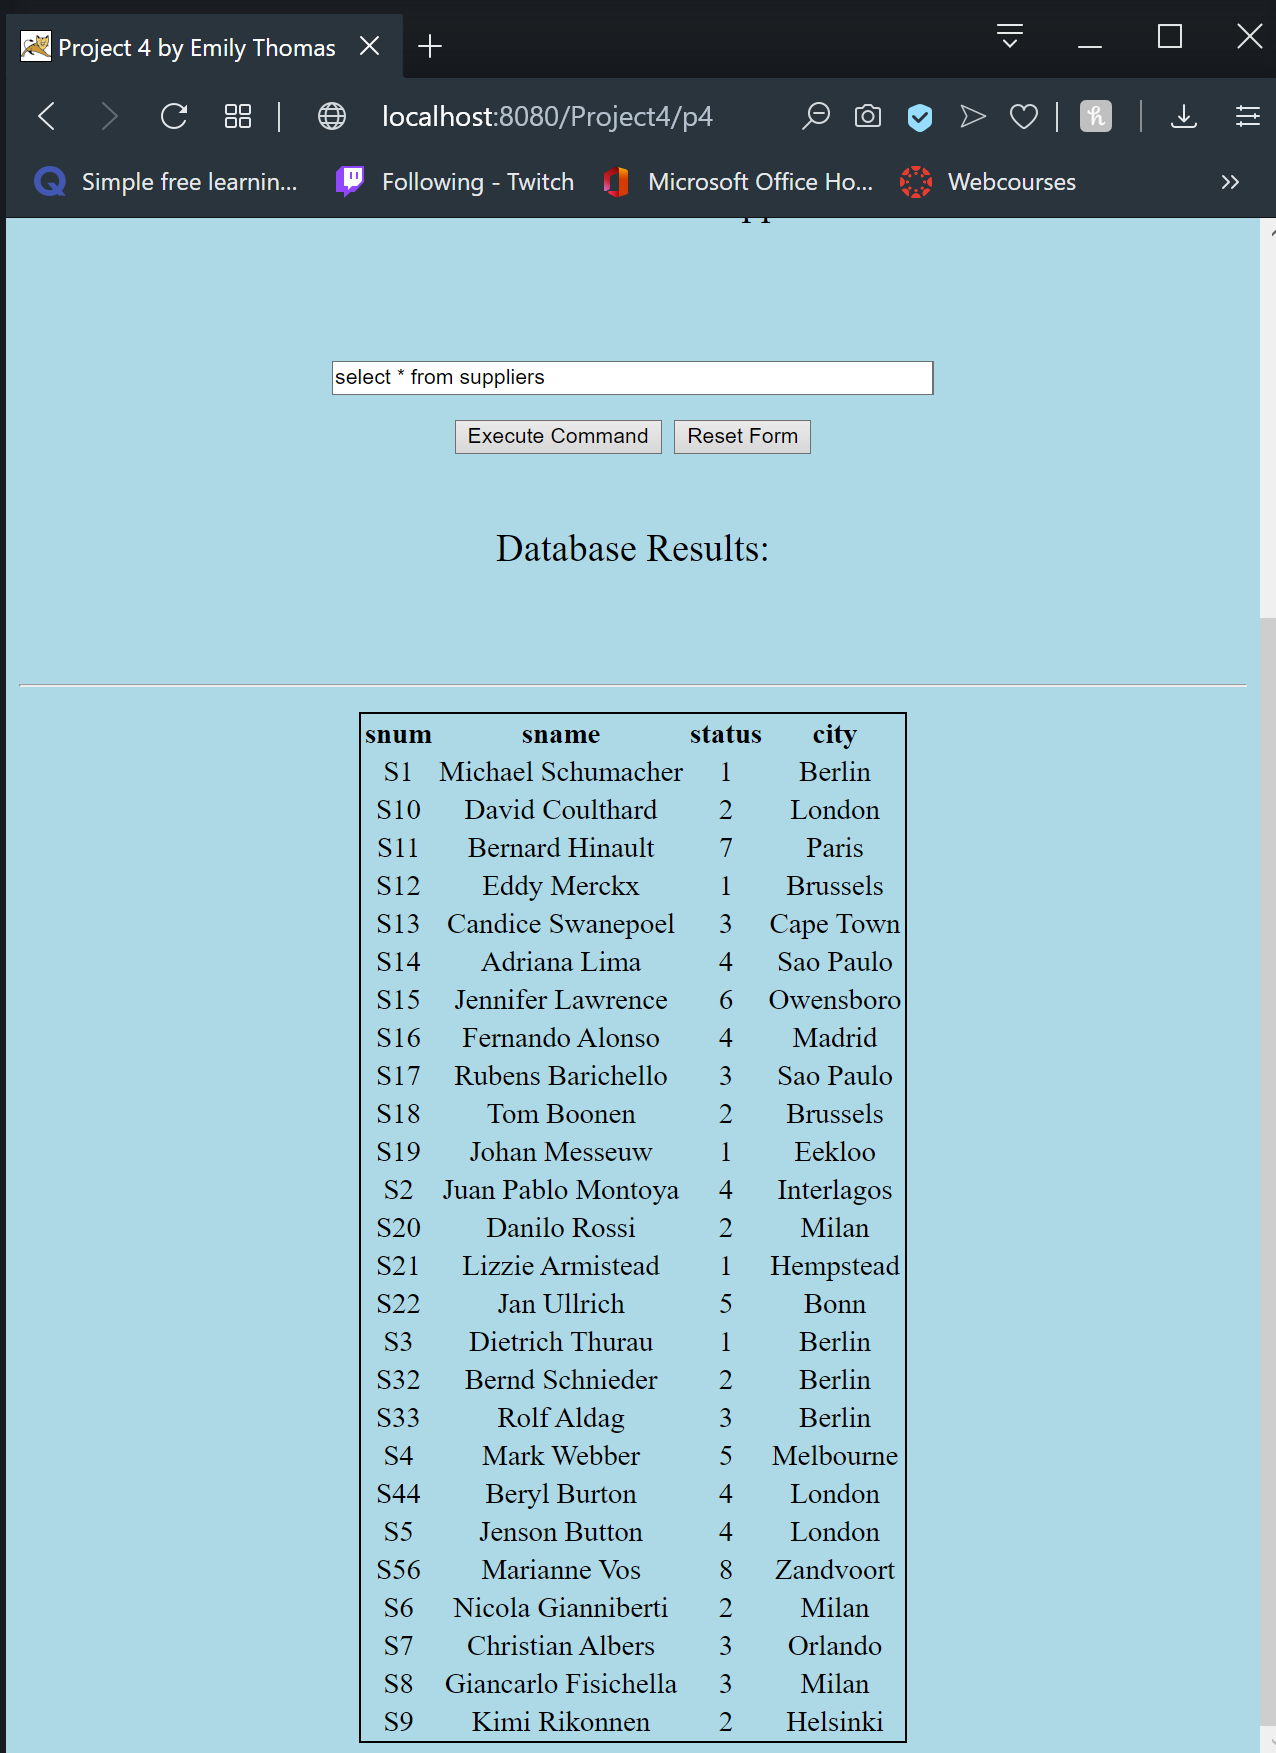 Project 4 by Emily Thomas
localhost:8080/Project4/p4
Simple free learnin... Following - Twitch Microsoft Office Ho... Webcourses
select * from suppliers
Execute Command Reset Form
Database Results:
snum sname status city
S1 Michael Schumacher 1 Berlin
S10 David Coulthard 2 London
S11 Bernard Hinault 7 Paris
S12 Eddy Merckx 1 Brussels
S13 Candice Swanepoel 3 Cape Town
S14 Adriana Lima 4 Sao Paulo
S15 Jennifer Lawrence 6 Owensboro
S16 Fernando Alonso 4 Madrid
S17 Rubens Barichello 3 Sao Paulo
S18 Tom Boonen 2 Brussels
S19 Johan Messeuw 1 Eekloo
S2 Juan Pablo Montoya 4 Interlagos
S20 Danilo Rossi 2 Milan
S21 Lizzie Armistead 1 Hempstead
S22 Jan Ullrich 5 Bonn
S3 Dietrich Thurau 1 Berlin
S32 Bernd Schnieder 2 Berlin
S33 Rolf Aldag 3 Berlin
S4 Mark Webber 5 Melbourne
S44 Beryl Burton 4 London
S5 Jenson Button 4 London
S56 Marianne Vos 8 Zandvoort
S6 Nicola Gianniberti 2 Milan
S7 Christian Albers 3 Orlando
S8 Giancarlo Fisichella 3 Milan
S9 Kimi Rikonnen 2 Helsinki